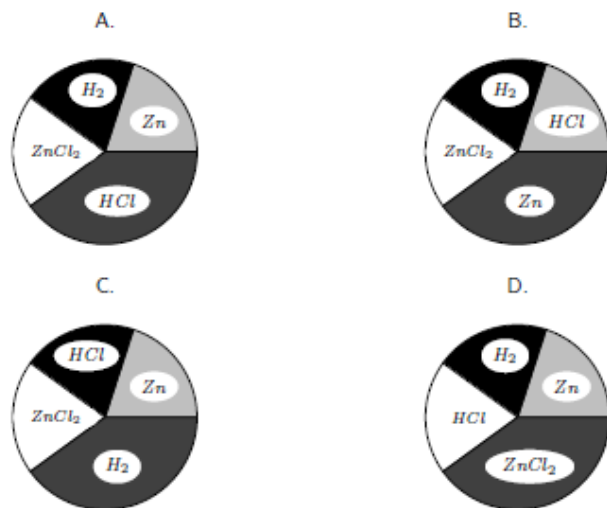 A.
H₂
Zn
ZnCl₂
HCl
B.
H₂
HCl
ZnCl₂
Zn
C.
HCl
Zn
ZnCl₂
H₂
D.
H₂
Zn
HCl
ZnCl₂